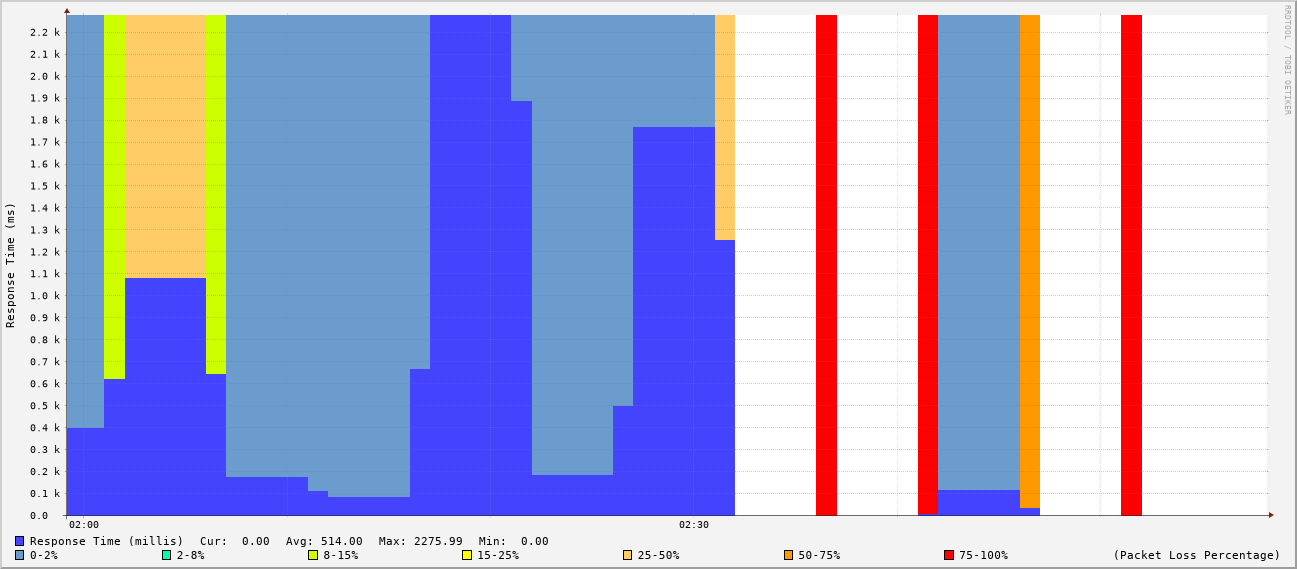 RRDTOOL / TOBI OETIKER
Response Time (ms)
2.2 k
2.1 k
2.0 k
1.9 k
1.8 k
1.7 k
1.6 k
1.5 k
1.4 k
1.3 k
1.2 k
1.1 k
1.0 k
0.9 k
0.8 k
0.7 k
0.6 k
0.5 k
0.4 k
0.3 k
0.2 k
0.1 k
0.0
02:00 02:30
Response Time (millis) Cur: 0.00 Avg: 514.00 Max: 2275.99 Min: 0.00
0-2% 2-8% 8-15% 15-25% 25-50% 50-75% 75-100% (Packet Loss Percentage)